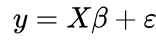 y = Xβ + ε